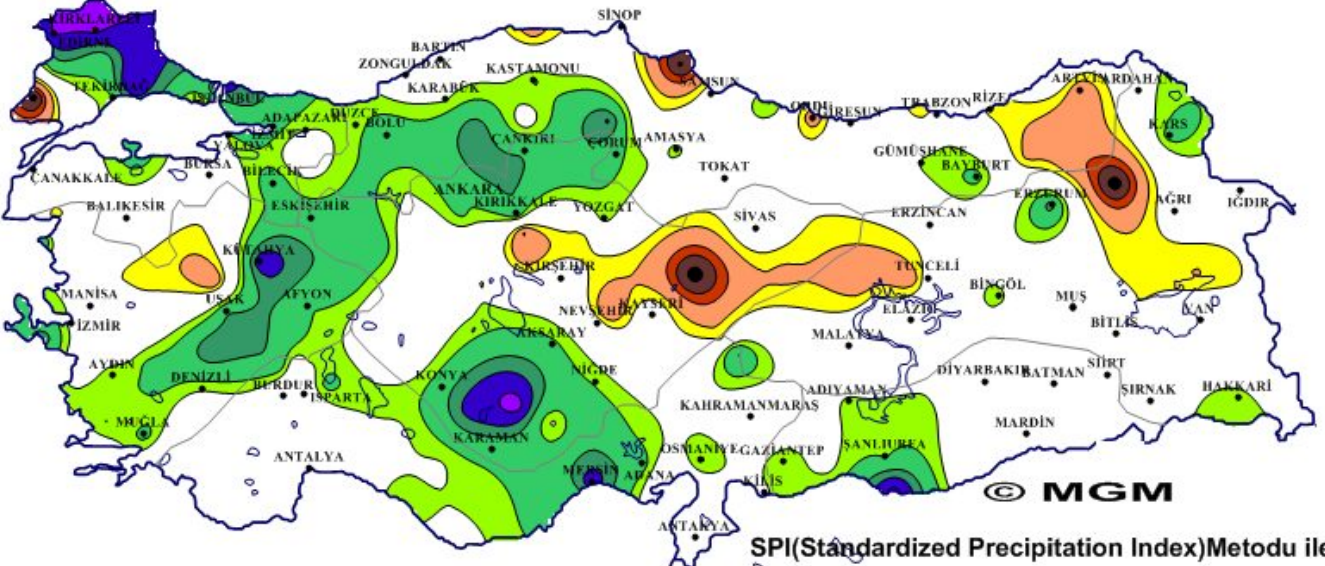 SİNOP
KIRKLARELİ
EDİRNE
BARTIN
ZONGULDAK
KASTAMONU
KARABÜK
TEKİRDAĞ
İSTANBUL
SAMSUN
ARTVİN
ARDAHAN
ORDU
GİRESUN
TRABZON
RİZE
DÜZCE
ADAPAZARI
BOLU
İZMİT
YALOVA
ÇANKIRI
ÇORUM
AMASYA
KARS
GÜMÜŞHANE
BAYBURT
TOKAT
BURSA
ÇANAKKALE
BİLECİK
ANKARA
ERZURUM
AĞRI
IĞDIR
BALIKESİR
ESKİŞEHİR
KIRIKKALE
YOZGAT
SİVAS
ERZİNCAN
KÜTAHYA
KIRŞEHİR
TUNCELİ
MANİSA
UŞAK
AFYON
NEVŞEHİR
KAYSERİ
BİNGÖL
MUŞ
ELAZIĞ
VAN
İZMİR
BİTLİS
AKSARAY
MALATYA
AYDIN
DENİZLİ
BURDUR
ISPARTA
KONYA
NİĞDE
DİYARBAKIR
BATMAN
SİİRT
ŞIRNAK
HAKKARİ
ADIYAMAN
KAHRAMANMARAŞ
MUĞLA
KARAMAN
MARDİN
ŞANLIURFA
OSMANİYE
GAZİANTEP
ANTALYA
MERSİN
ADANA
KİLİS
© MGM
ANTAKYA
SPI(Standardized Precipitation Index)Metodu ile